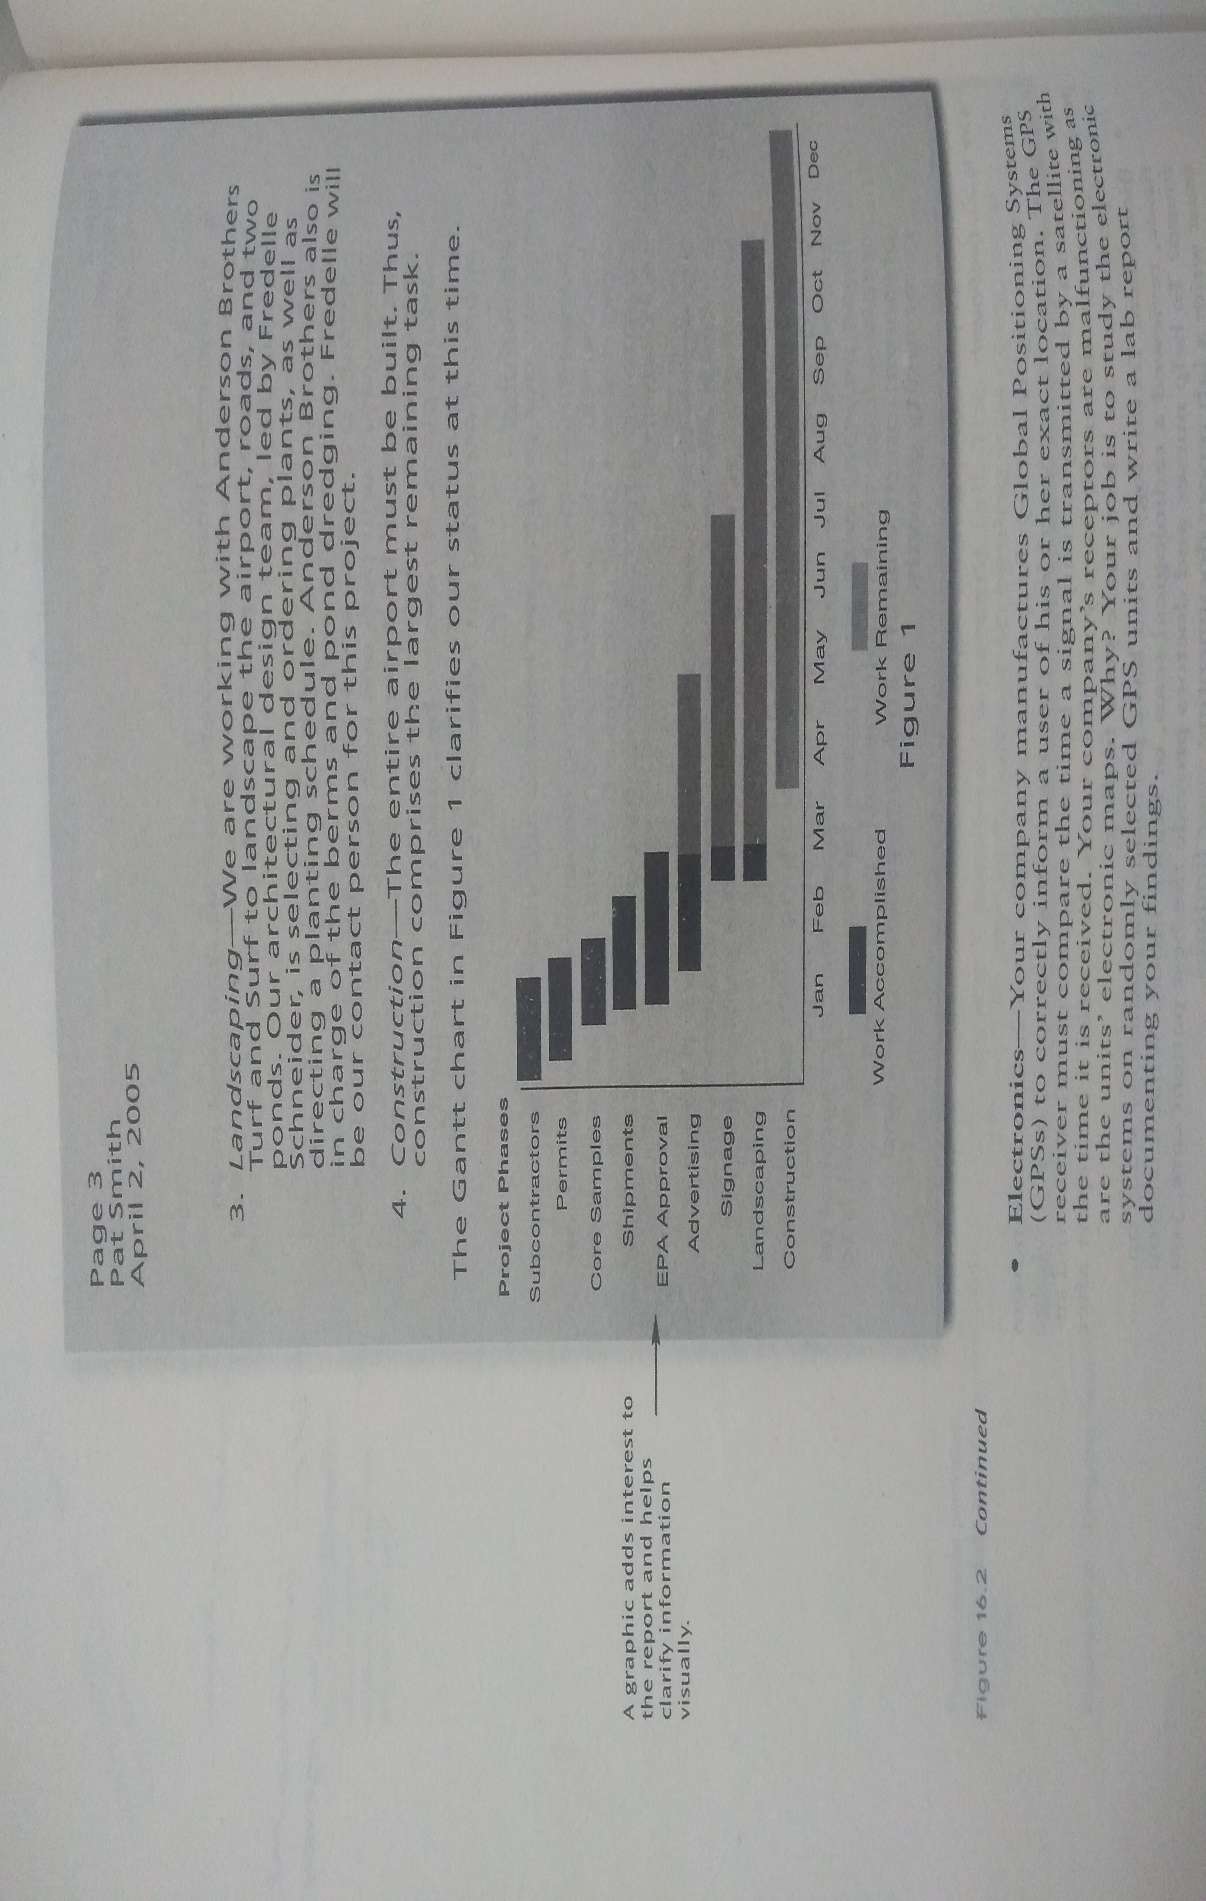 Page 3
Pat Smith
April 2, 2005
3. Landscaping—We are working with Anderson Brothers
Turf and Surf to landscape the airport, roads, and two
ponds. Our architectural design team, led by Fredelle
Schneider, is selecting and ordering plants, as well as
directing a planting schedule. Anderson Brothers also is
in charge of the berms and pond dredging. Fredelle will
be our contact person for this project.
4. Construction—The entire airport must be built. Thus,
construction comprises the largest remaining task.
The Gantt chart in Figure 1 clarifies our status at this time.
Project Phases
Subcontractors
Permits
Core Samples
Shipments
EPA Approval
Advertising
Signage
Landscaping
Construction
Jan Feb Mar Apr May Jun Jul Aug Sep Oct Nov Dec
Work Accomplished Work Remaining
Figure 1
A graphic adds interest to
the report and helps
clarify information
visually.
Figure 16.2 Continued
• Electronics—Your company manufactures Global Positioning Systems
(GPSs) to correctly inform a user of his or her exact location. The GPS
receiver must compare the time a signal is transmitted by a satellite with
the time it is received. Your company's receptors are malfunctioning as
are the units' electronic maps. Why? Your job is to study the electronic
systems on randomly selected GPS units and write a lab report
documenting your findings.